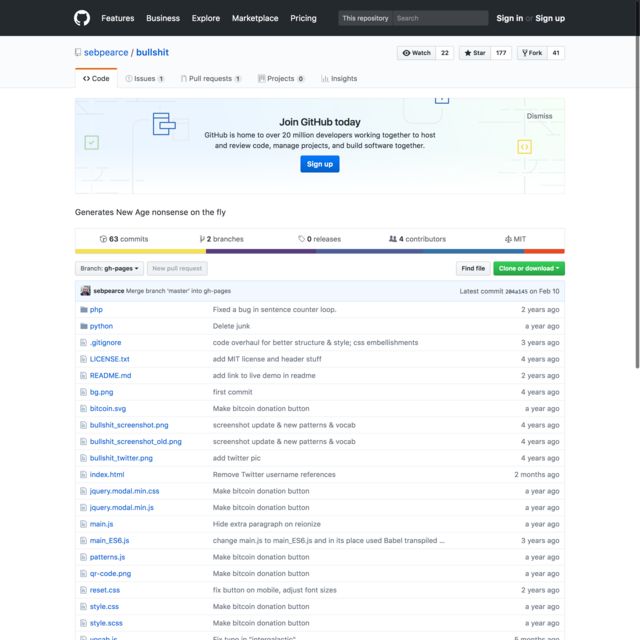 Features Business Explore Marketplace Pricing This repository Search Sign in or Sign up
sebpearce / bullshit Watch 22 Star 177 Fork 41
Code Issues 1 Pull requests 1 Projects 0 Insights
Join GitHub today
Dismiss
GitHub is home to over 20 million developers working together to host
and review code, manage projects, and build software together.
Sign up
Generates New Age nonsense on the fly
63 commits 2 branches 0 releases 4 contributors MIT
Branch: gh-pages New pull request Find file Clone or download
sebpearce Merge branch 'master' into gh-pages Latest commit 204a145 on Feb 10
php Fixed a bug in sentence counter loop. 2 years ago
python Delete junk a year ago
.gitignore code overhaul for better structure & style; css embellishments 3 years ago
LICENSE.txt add MIT license and header stuff 4 years ago
README.md add link to live demo in readme 2 years ago
bg.png first commit 4 years ago
bitcoin.svg Make bitcoin donation button a year ago
bullshit_screenshot.png screenshot update & new patterns & vocab 4 years ago
bullshit_screenshot_old.png screenshot update & new patterns & vocab 4 years ago
bullshit_twitter.png add twitter pic 4 years ago
index.html Remove Twitter username references 2 months ago
jquery.modal.min.css Make bitcoin donation button a year ago
jquery.modal.min.js Make bitcoin donation button a year ago
main.js Hide extra paragraph on reionize a year ago
main_ES6.js change main.js to main_ES6.js and in its place used Babel transpiled ... 3 years ago
patterns.js Make bitcoin donation button a year ago
qr-code.png Make bitcoin donation button a year ago
reset.css fix button on mobile, adjust font sizes 2 years ago
style.css Make bitcoin donation button a year ago
style.scss Make bitcoin donation button a year ago
vocab.js Fix typo in "intergalactic" 5 months ago